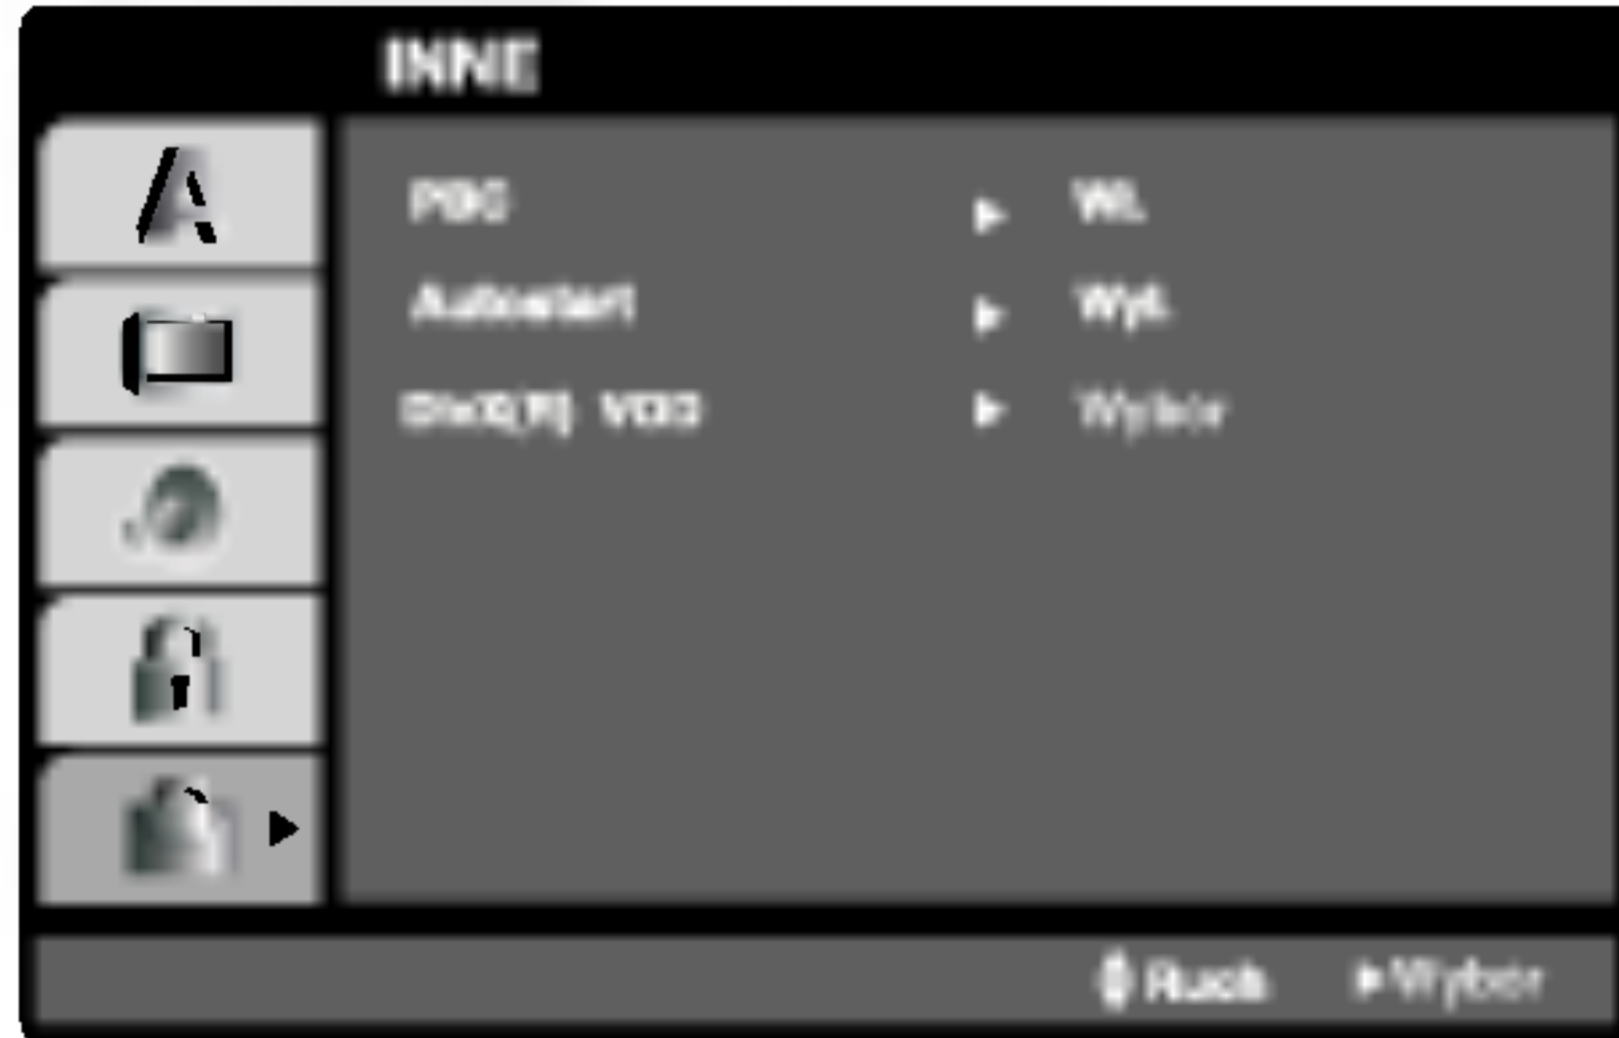 INNE
PBC ► Wł.
Autostart ► Wył.
DivX(R) VOD ► Wybór
Ruch ►Wybór